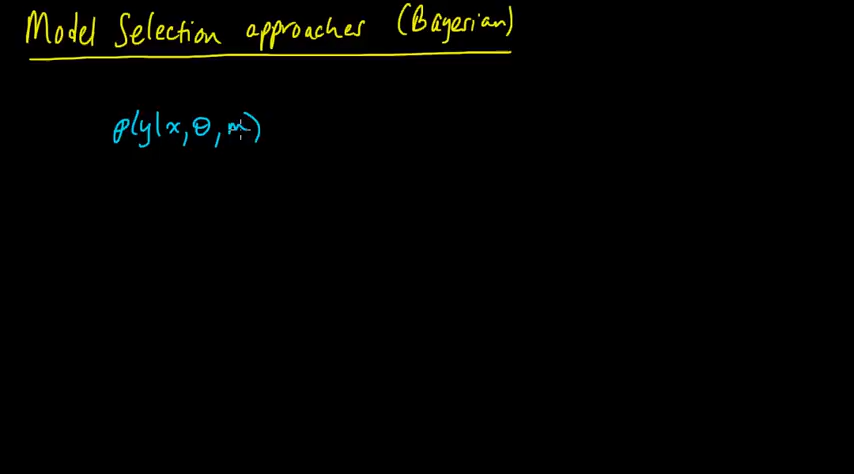 Model Selection approaches (Bayesian)
p(y|x, θ, m)